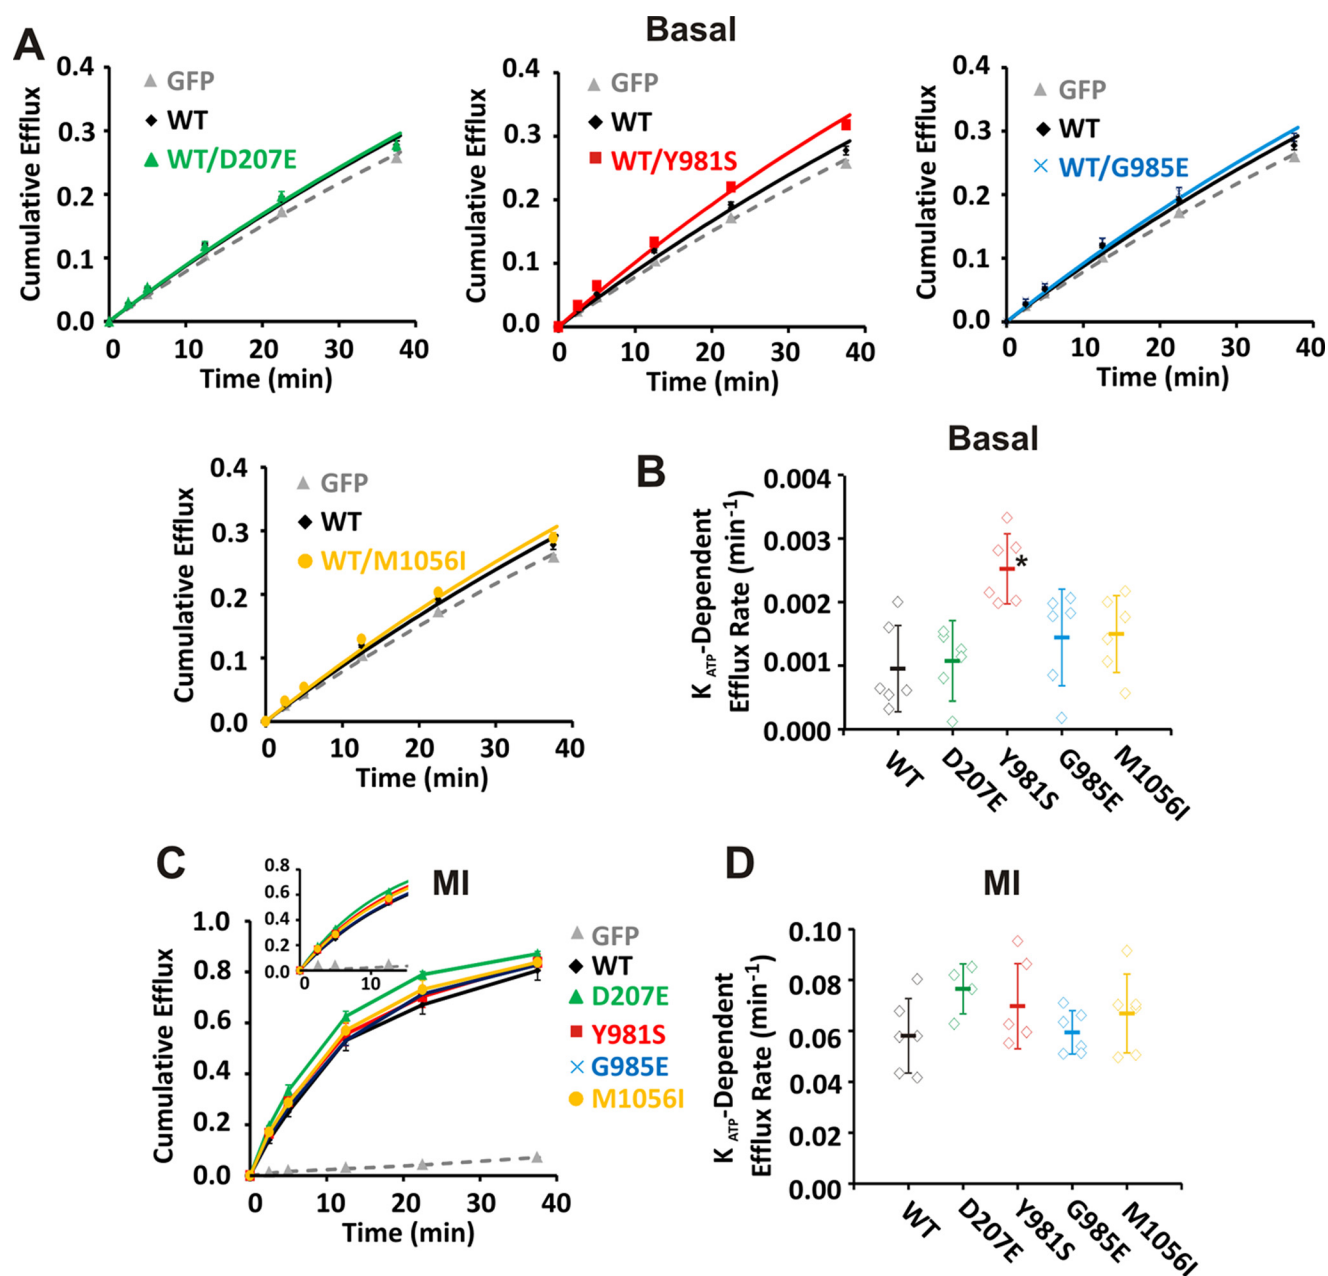 A
Basal
Cumulative Efflux
0.4
0.3
0.2
0.1
0.0
GFP
WT
WT/D207E
0 10 20 30 40
Time (min)
Cumulative Efflux
0.4
0.3
0.2
0.1
0.0
GFP
WT
WT/Y981S
0 10 20 30 40
Time (min)
Cumulative Efflux
0.4
0.3
0.2
0.1
0.0
GFP
WT
WT/G985E
0 10 20 30 40
Time (min)
Cumulative Efflux
0.4
0.3
0.2
0.1
0.0
GFP
WT
WT/M1056I
0 10 20 30 40
Time (min)
B
Basal
K ATP-Dependent
Efflux Rate (min-1)
0.004
0.003
0.002
0.001
0.000
*
WT
D207E
Y981S
G985E
M1056I
C
MI
0.8
0.6
0.4
0.2
0.0
0 10
Cumulative Efflux
1.0
0.8
0.6
0.4
0.2
0.0
0 10 20 30 40
Time (min)
GFP
WT
D207E
Y981S
G985E
M1056I
D
MI
K ATP-Dependent
Efflux Rate (min-1)
0.10
0.08
0.06
0.04
0.02
0.00
WT
D207E
Y981S
G985E
M1056I